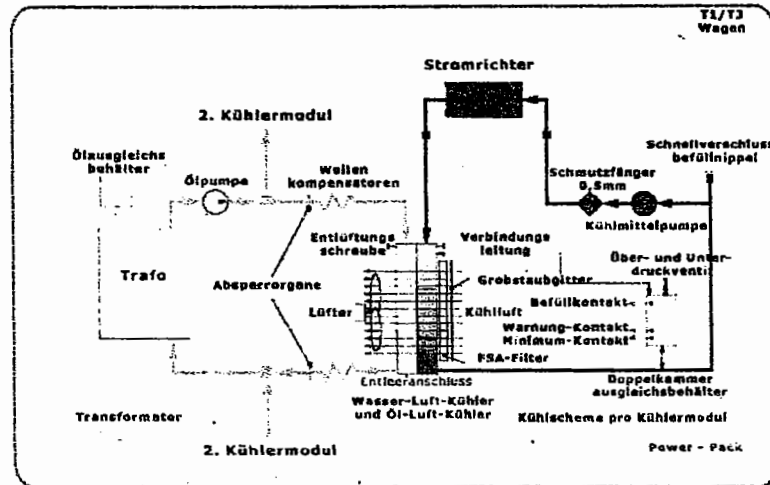 T1/T3
Wagen
Stromrichter
2. Kühlermodul
Ölausgleichs
behälter
Ölpumpe
Wellen
kompensatoren
Schnellverschluss
befüllnippel
Schmutzfänger
0,5mm
Kühlmittelpumpe
Entlüftungs
schraube
Verbindungs
leitung
Über- und Unter-
druckventil
Trafo
Absperrorgane
Grobstaubgitter
Lüfter
Kühlluft
Befüllkontakt
Warnung-Kontakt
Minimum-Kontakt
FSA-Filter
Entleeranschluss
Doppelkammer
ausgleichsbehälter
Wasser-Luft-Kühler
und Öl-Luft-Kühler
Transformator
Kühlschema pro Kühlermodul
2. Kühlermodul
Power - Pack